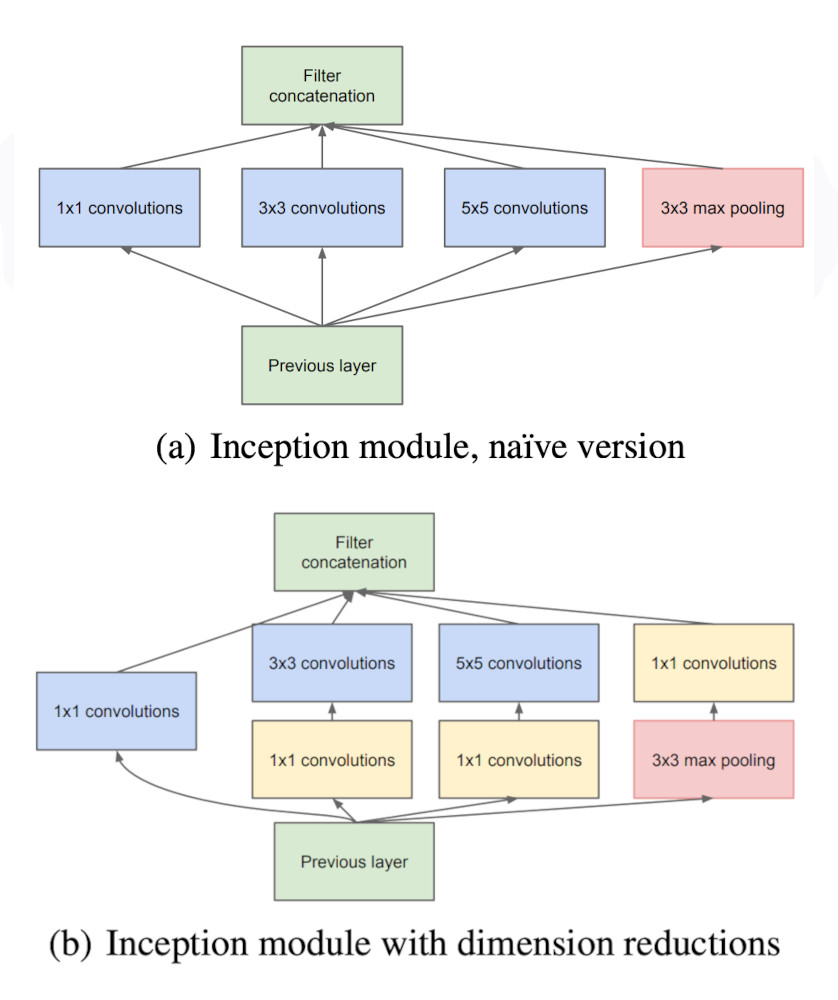 Filter
concatenation
1x1 convolutions
3x3 convolutions
5x5 convolutions
3x3 max pooling
Previous layer
(a) Inception module, naïve version
Filter
concatenation
3x3 convolutions
5x5 convolutions
1x1 convolutions
1x1 convolutions
1x1 convolutions
1x1 convolutions
3x3 max pooling
Previous layer
(b) Inception module with dimension reductions